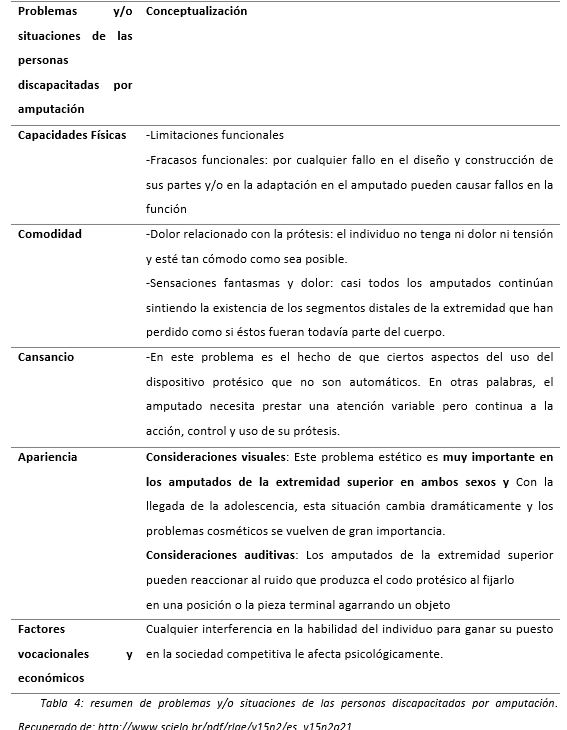 Problemas y/o Conceptualización
situaciones de las
personas
discapacitadas por
amputación
Capacidades Físicas -Limitaciones funcionales
-Fracasos funcionales: por cualquier fallo en el diseño y construcción de
sus partes y/o en la adaptación en el amputado pueden causar fallos en la
función
Comodidad -Dolor relacionado con la prótesis: el individuo no tenga ni dolor ni tensión
y esté tan cómodo como sea posible.
-Sensaciones fantasmas y dolor: casi todos los amputados continúan
sintiendo la existencia de los segmentos distales de la extremidad que han
perdido como si éstos fueran todavía parte del cuerpo.
Cansancio -En este problema es el hecho de que ciertos aspectos del uso del
dispositivo protésico que no son automáticos. En otras palabras, el
amputado necesita prestar una atención variable pero continua a la
acción, control y uso de su prótesis.
Apariencia Consideraciones visuales: Este problema estético es muy importante en
los amputados de la extremidad superior en ambos sexos y Con la
llegada de la adolescencia, esta situación cambia dramáticamente y los
problemas cosméticos se vuelven de gran importancia.
Consideraciones auditivas: Los amputados de la extremidad superior
pueden reaccionar al ruido que produzca el codo protésico al fijarlo
en una posición o la pieza terminal agarrando un objeto
Factores Cualquier interferencia en la habilidad del individuo para ganar su puesto
vocacionales y en la sociedad competitiva le afecta psicológicamente.
económicos
Tabla 4: resumen de problemas y/o situaciones de las personas discapacitadas por amputación.
Recuperado de: http://www.scielo.br/pdf/rlae/v15n2/es_v15n2a21